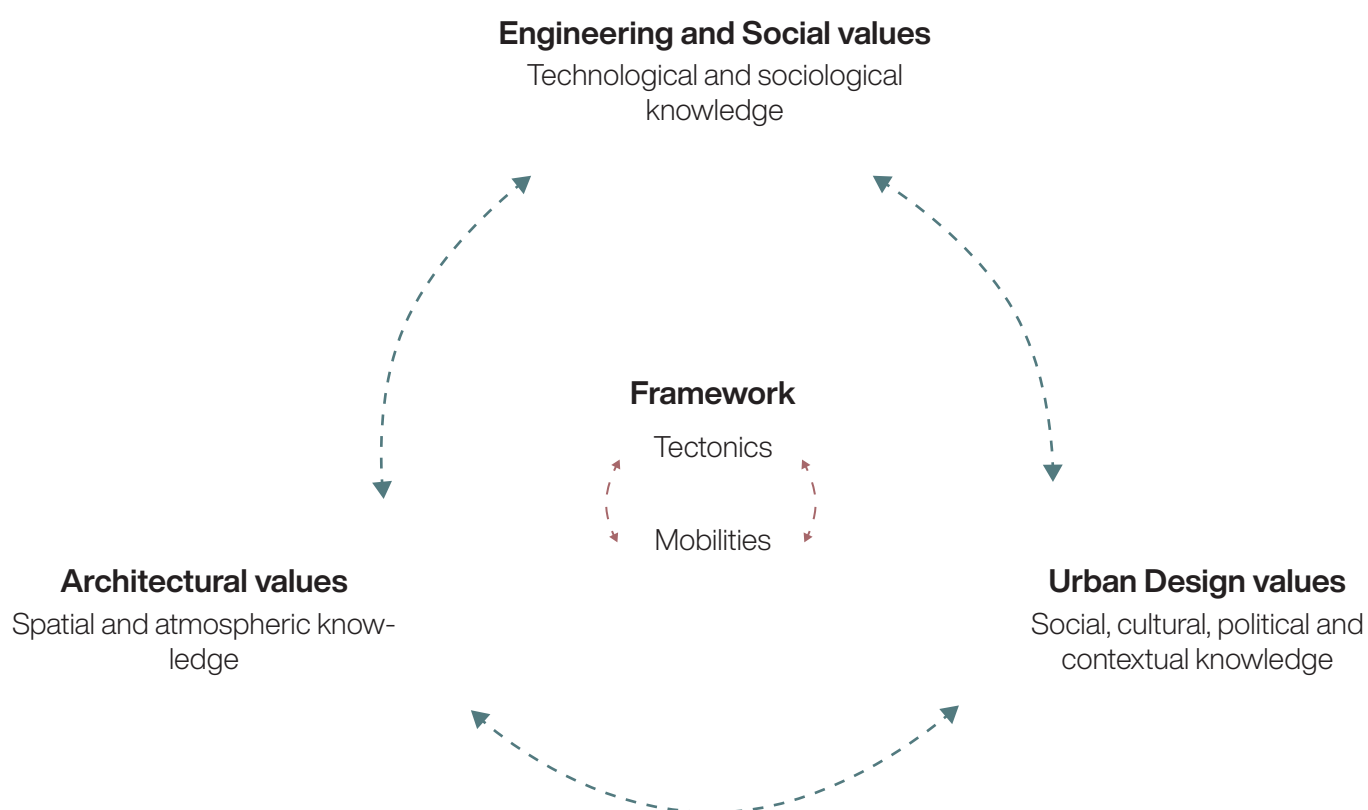 Engineering and Social values
Technological and sociological
knowledge
Framework
Tectonics
Mobilities
Architectural values
Spatial and atmospheric know-
ledge
Urban Design values
Social, cultural, political and
contextual knowledge